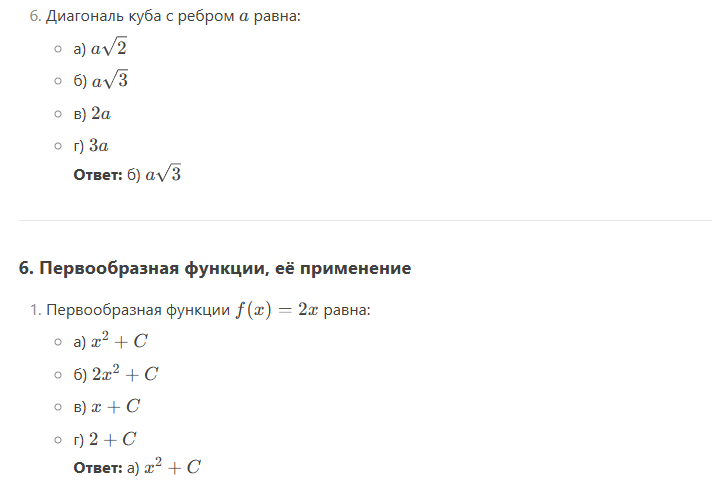 6. Диагональ куба с ребром a равна:
а) a√2
б) a√3
в) 2a
г) 3a
Ответ: б) a√3
6. Первообразная функции, её применение
1. Первообразная функции f(x) = 2x равна:
а) x² + C
б) 2x² + C
в) x + C
г) 2 + C
Ответ: а) x² + C